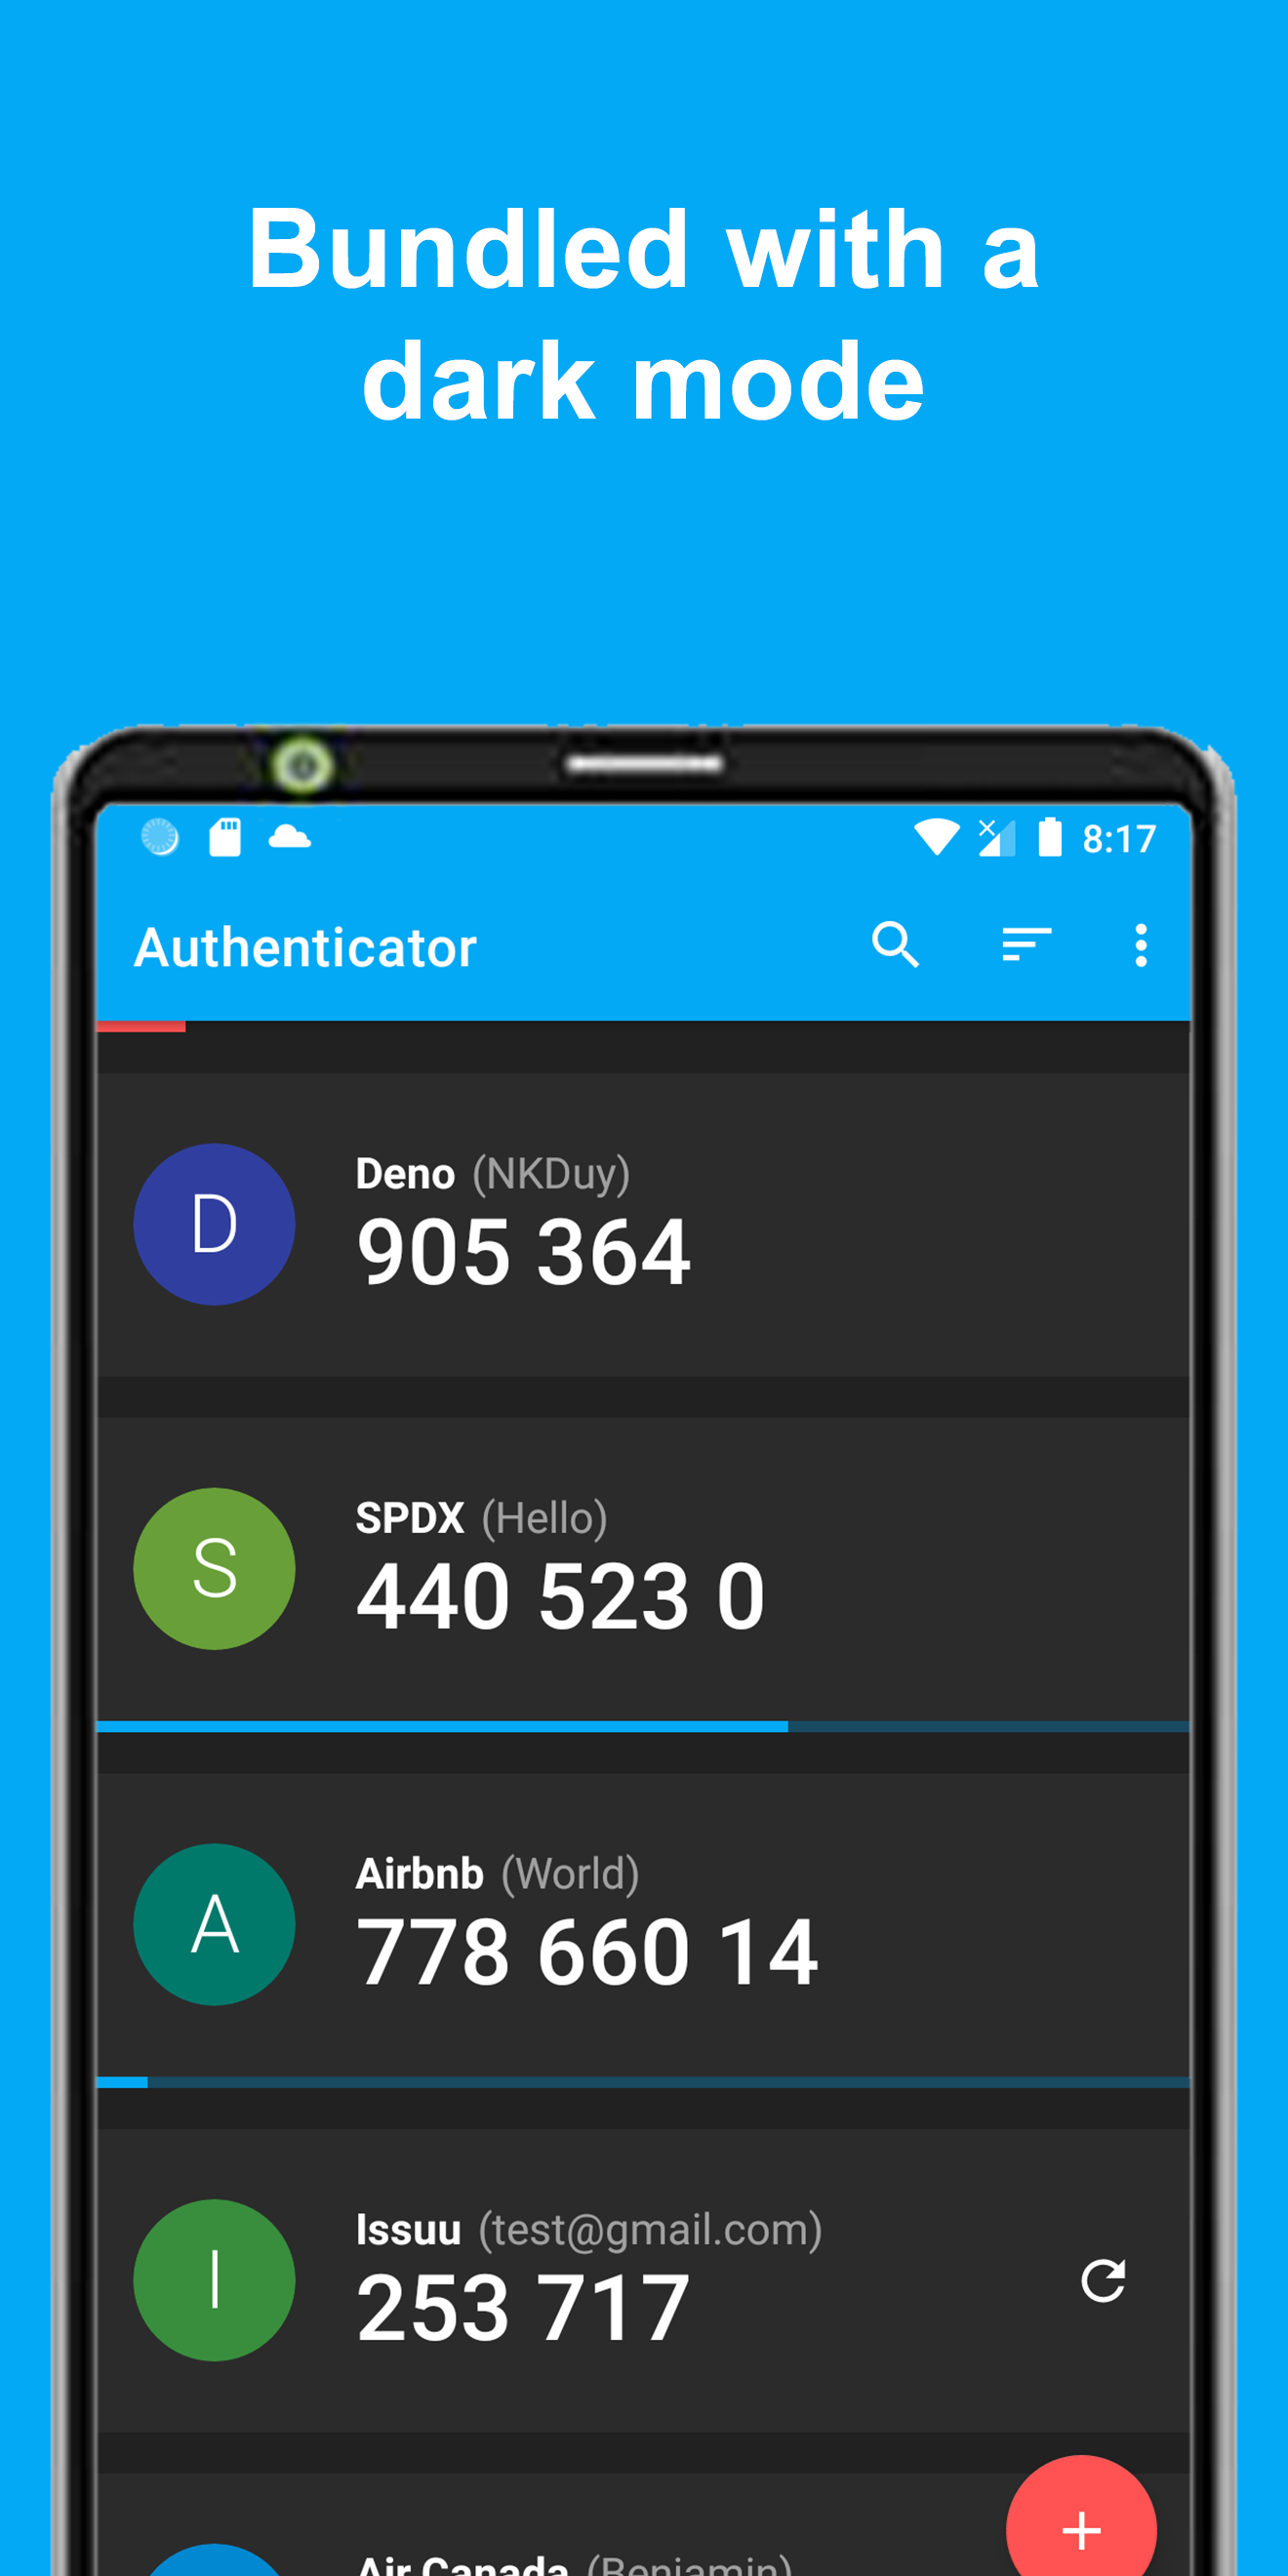 Bundled with a
dark mode
8:17
Authenticator
D
Deno (NKDuy)
905 364
S
SPDX (Hello)
440 523 0
A
Airbnb (World)
778 660 14
I
Issuu (test@gmail.com)
253 717
+
Air Canada (Benjamin)